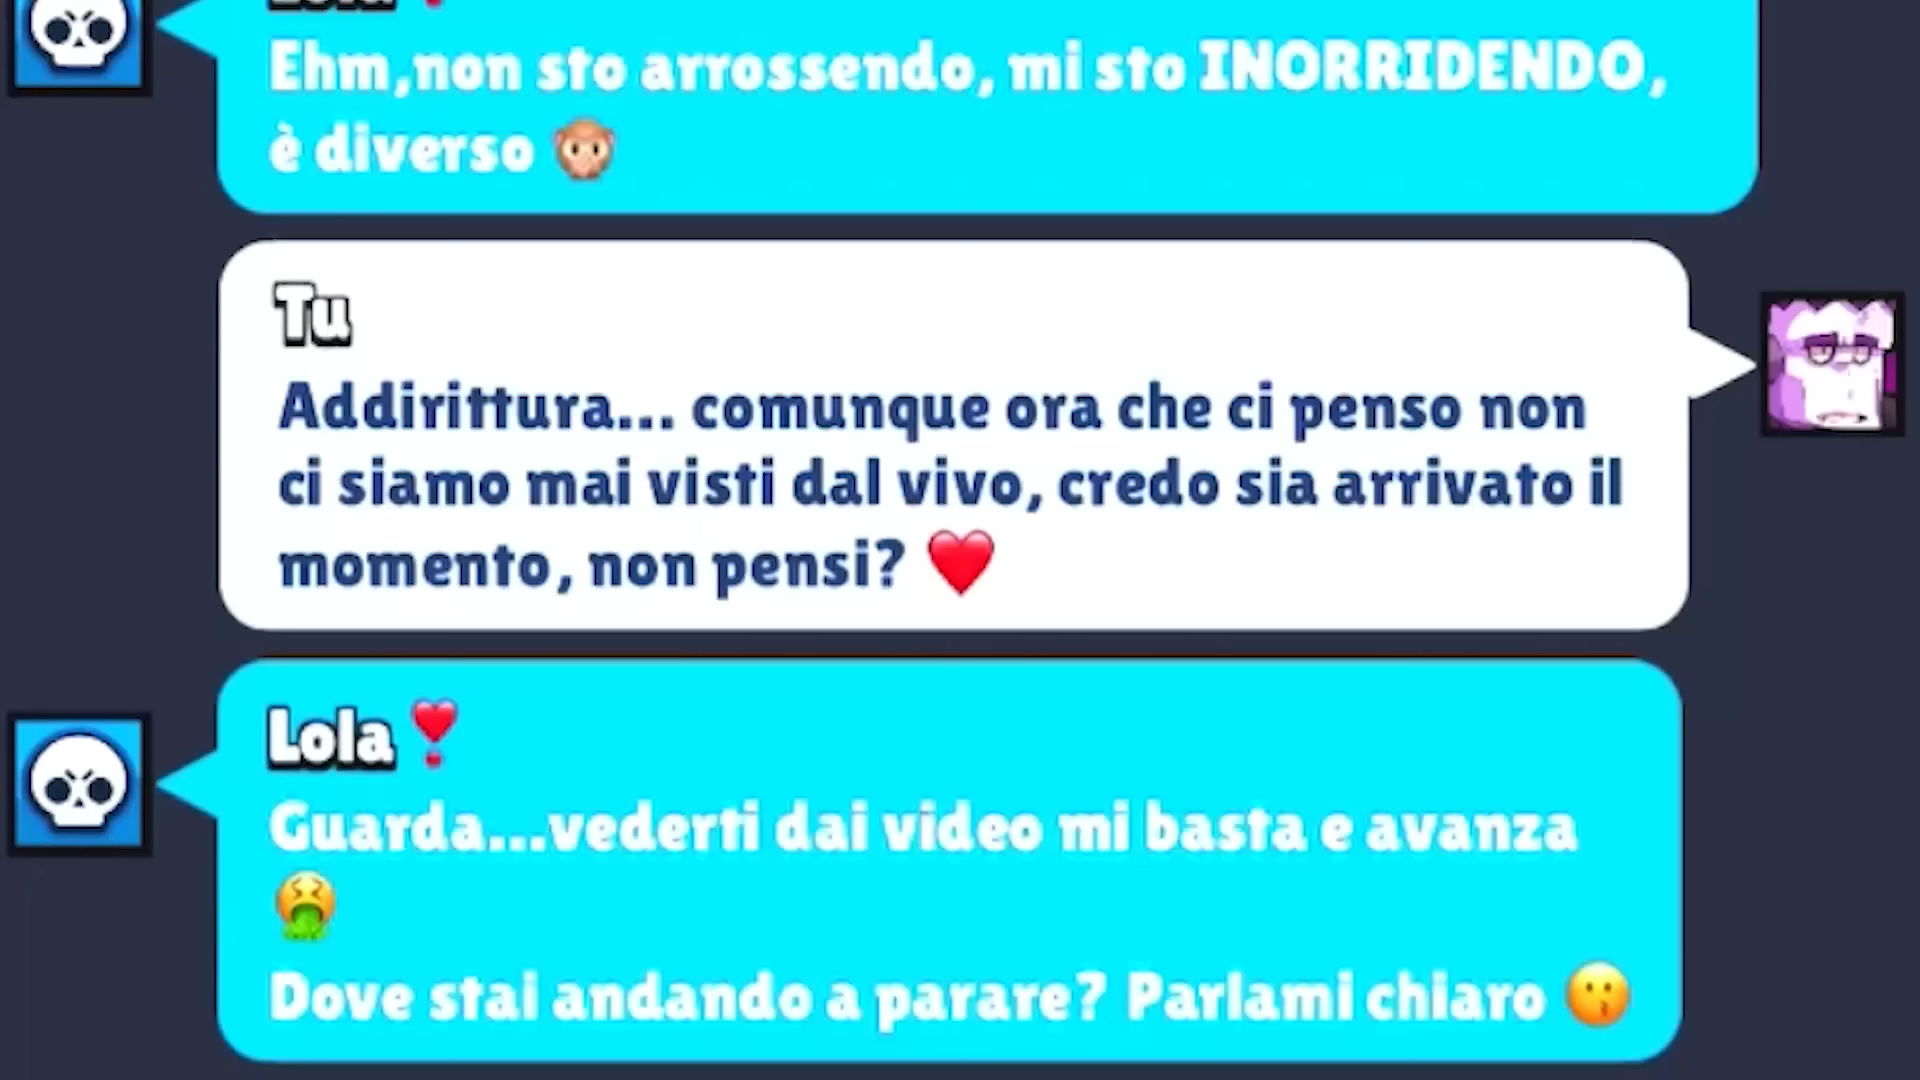 Lola❣️
Ehm,non sto arrossendo, mi sto INORRIDENDO,
è diverso 🐵
Tu
Addirittura... comunque ora che ci penso non
ci siamo mai visti dal vivo, credo sia arrivato il
momento, non pensi? ❤️
Lola❣️
Guarda...vederti dai video mi basta e avanza
🤮
Dove stai andando a parare? Parlami chiaro 😗